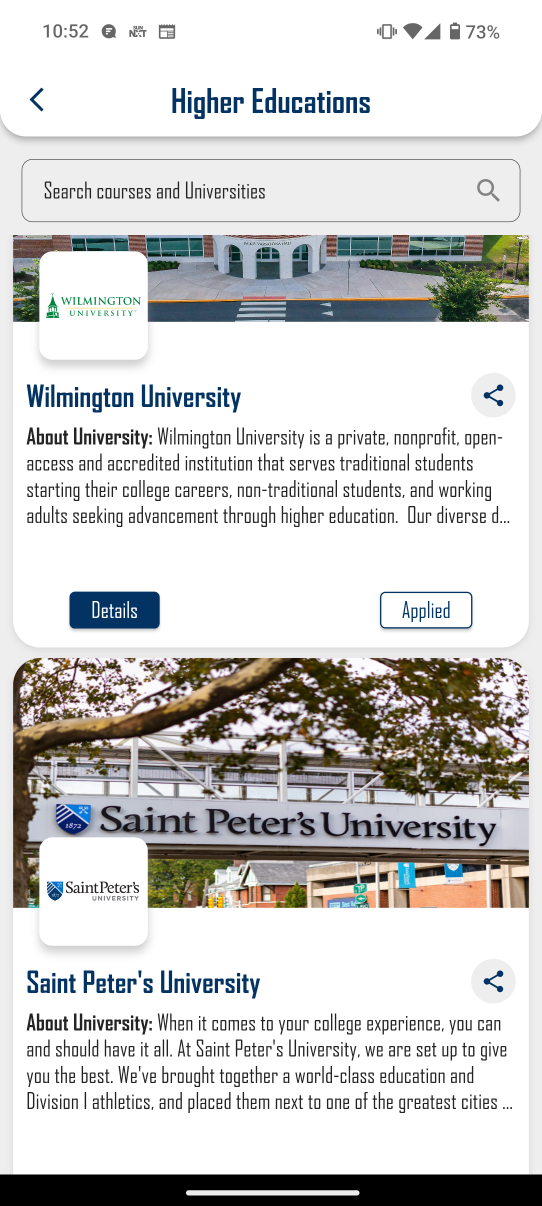 10:52
SUN
NXT
73%
Higher Educations
Search courses and Universities
WILMINGTON
UNIVERSITY
Wilmington University
About University: Wilmington University is a private, nonprofit, open-
access and accredited institution that serves traditional students
starting their college careers, non-traditional students, and working
adults seeking advancement through higher education.  Our diverse d...
Details
Applied
1872
Saint Peter's University
Saint Peter's
UNIVERSITY
Saint Peter's University
About University: When it comes to your college experience, you can
and should have it all. At Saint Peter's University, we are set up to give
you the best. We've brought together a world-class education and
Division I athletics, and placed them next to one of the greatest cities ...